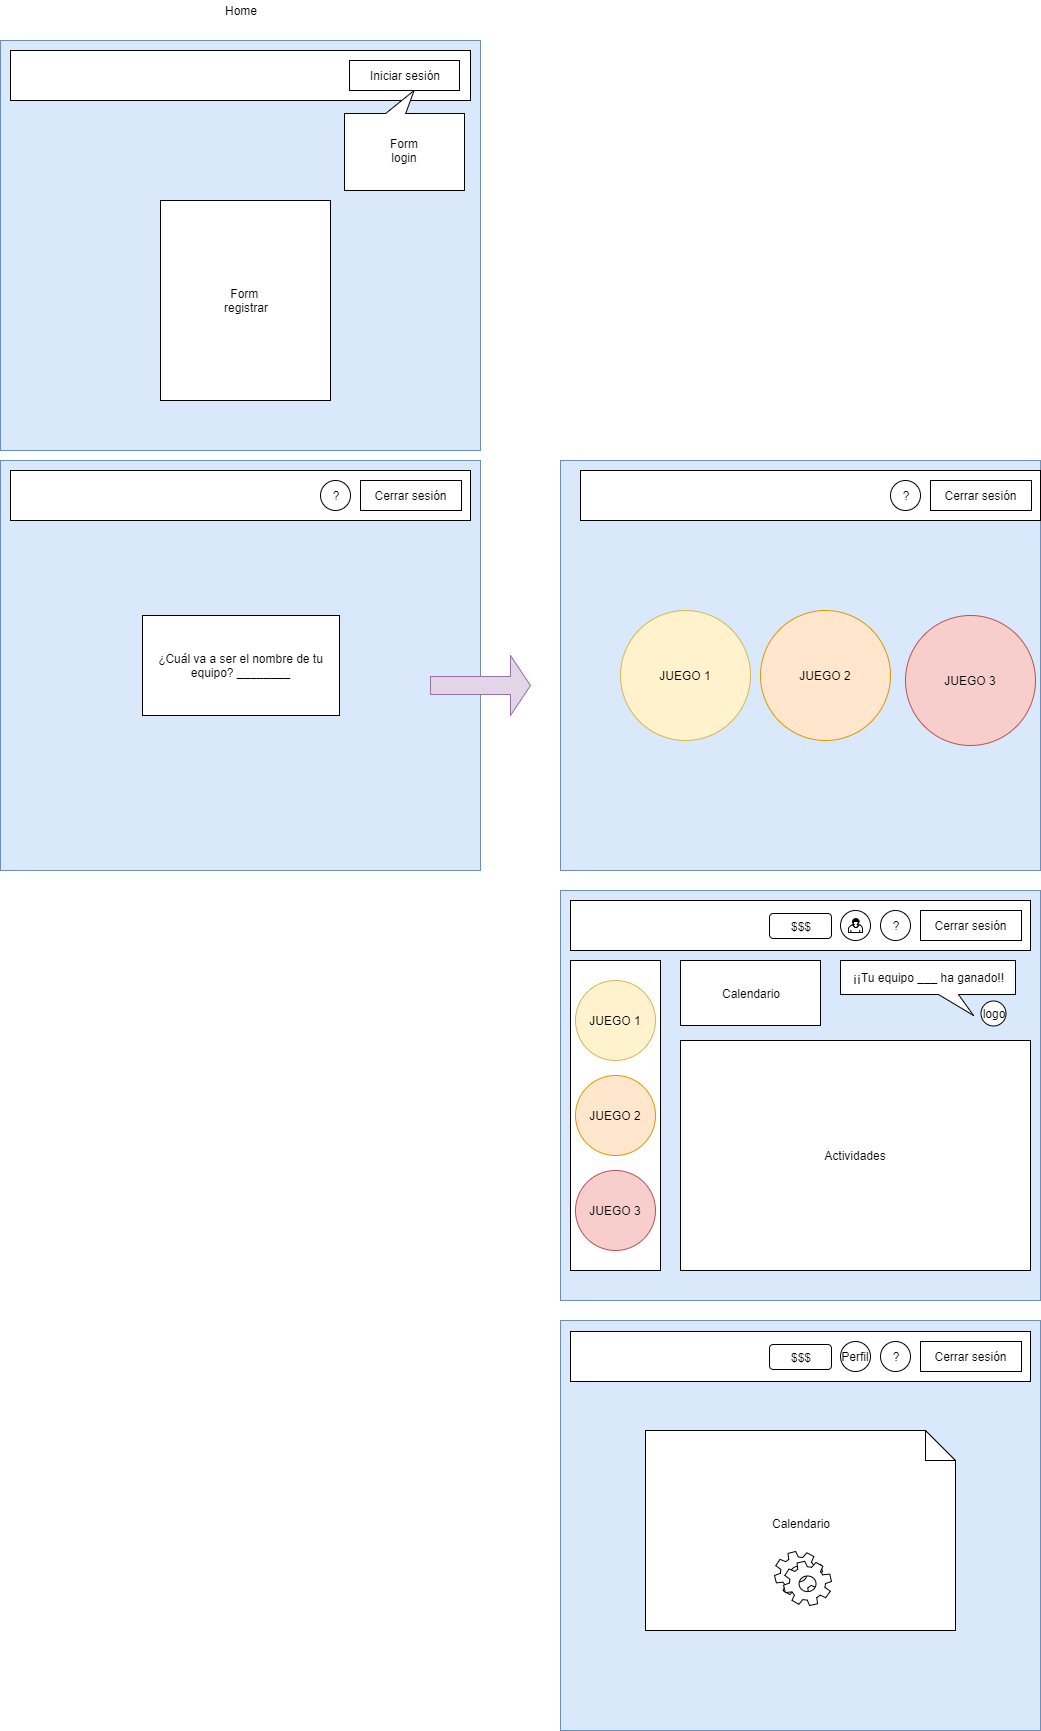 Home
Iniciar sesión
Form
login
Form
registrar
?
Cerrar sesión
¿Cuál va a ser el nombre de tu
equipo? ________
?
Cerrar sesión
JUEGO 1
JUEGO 2
JUEGO 3
$$$
?
Cerrar sesión
JUEGO 1
JUEGO 2
JUEGO 3
Calendario
¡¡Tu equipo ___ ha ganado!!
logo
Actividades
$$$
Perfil
?
Cerrar sesión
Calendario